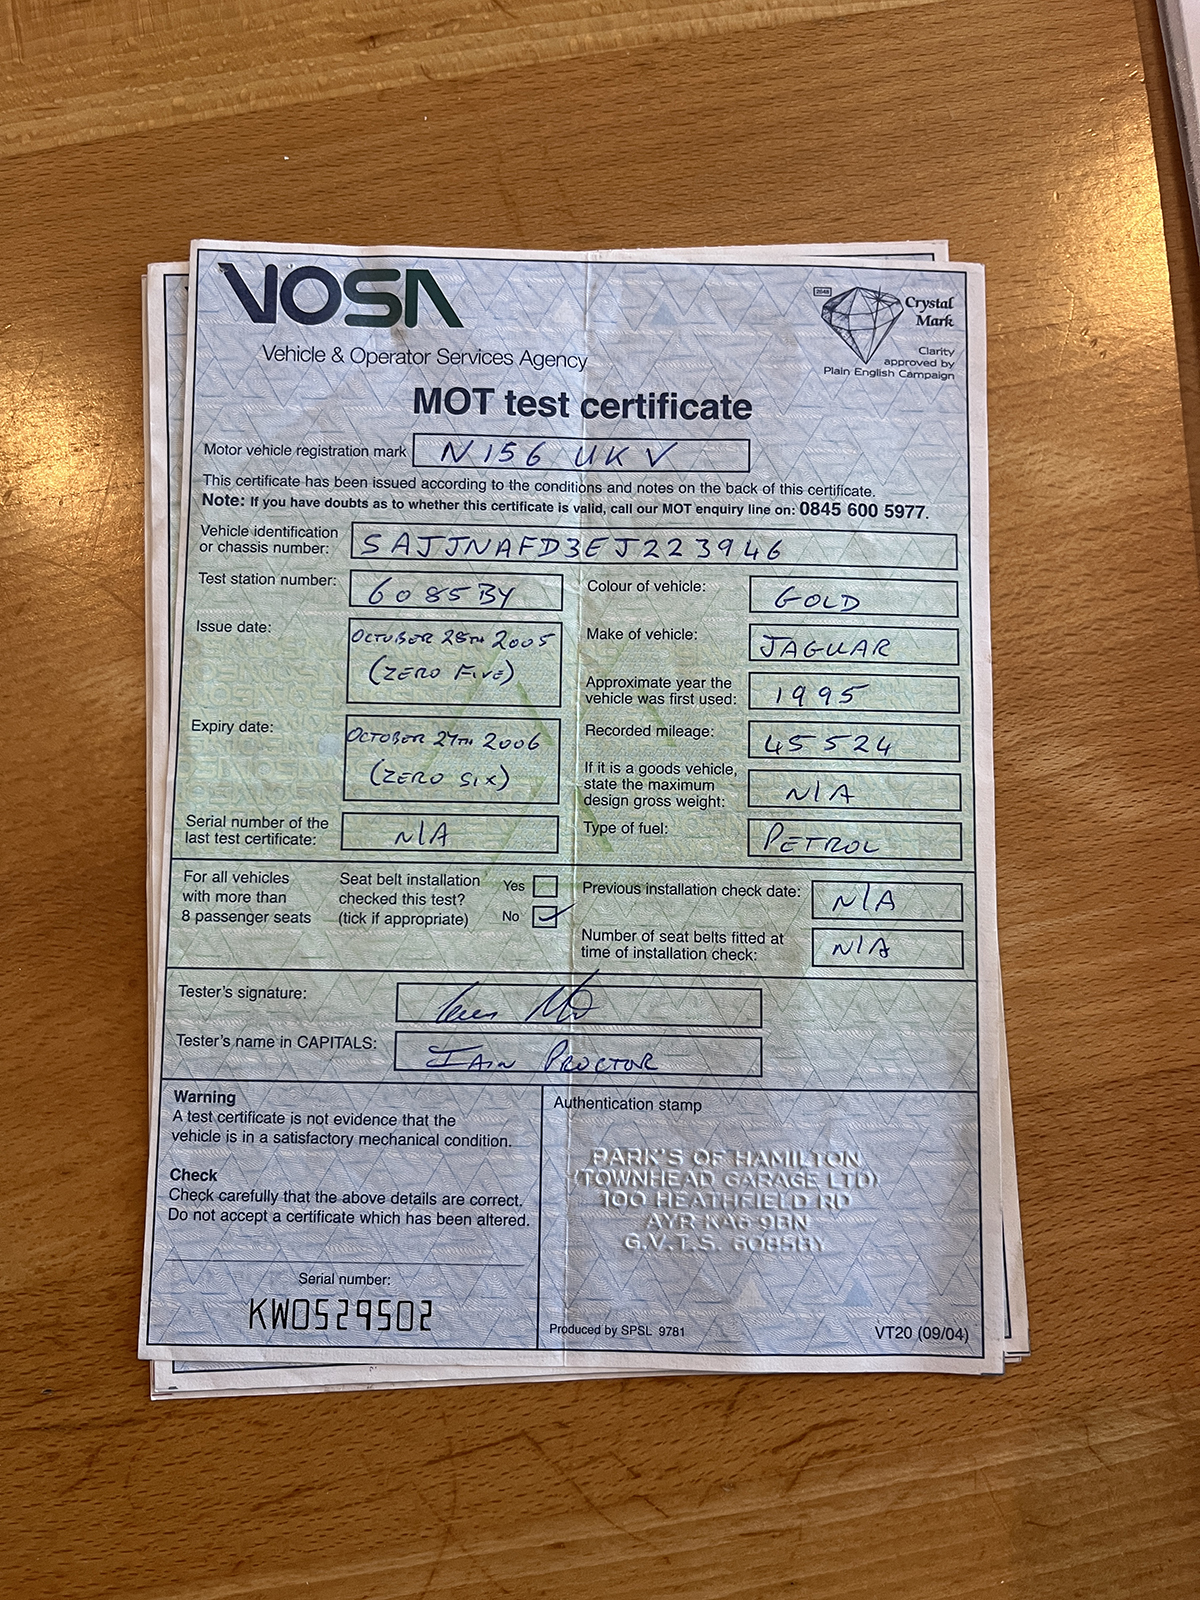 VOSA
Vehicle & Operator Services Agency
2648
Crystal
Mark
Clarity
approved by
Plain English Campaign
MOT test certificate
Motor vehicle registration mark N156 UKV
This certificate has been issued according to the conditions and notes on the back of this certificate.
Note: If you have doubts as to whether this certificate is valid, call our MOT enquiry line on: 0845 600 5977.
Vehicle identification
or chassis number: SAJJNAFD3EJ223946
Test station number: 6085BY
Colour of vehicle: GOLD
Issue date: OCTOBER 28TH 2005
(ZERO FIVE)
Make of vehicle: JAGUAR
Approximate year the
vehicle was first used: 1995
Expiry date: OCTOBER 27TH 2006
(ZERO SIX)
Recorded mileage: 45524
If it is a goods vehicle,
state the maximum
design gross weight: N/A
Serial number of the
last test certificate: N/A
Type of fuel: PETROL
For all vehicles
with more than
8 passenger seats
Seat belt installation
checked this test?
(tick if appropriate)
Yes
No
Previous installation check date: N/A
Number of seat belts fitted at
time of installation check: N/A
Tester's signature:
Tester's name in CAPITALS: IAIN PROCTOR
Warning
A test certificate is not evidence that the
vehicle is in a satisfactory mechanical condition.
Check
Check carefully that the above details are correct.
Do not accept a certificate which has been altered.
Serial number:
KW0529502
Authentication stamp
PARK'S OF HAMILTON
(TOWNHEAD GARAGE LTD)
100 HEATHFIELD RD
AYR KA8 9BN
G.V.T.S. 6085BY
Produced by SPSL 9781
VT20 (09/04)